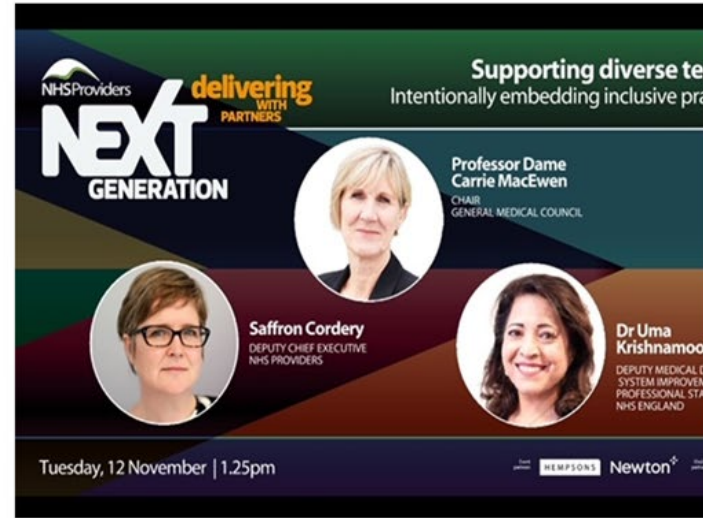 NHSProviders
NEXT
GENERATION
delivering
WITH
PARTNERS
Supporting diverse te
Intentionally embedding inclusive pra
Professor Dame
Carrie MacEwen
CHAIR
GENERAL MEDICAL COUNCIL
Saffron Cordery
DEPUTY CHIEF EXECUTIVE
NHS PROVIDERS
Dr Uma
Krishnamoo
DEPUTY MEDICAL D
SYSTEM IMPROVEM
PROFESSIONAL STA
NHS ENGLAND
Tuesday, 12 November | 1.25pm
HEMPSONS
Newton